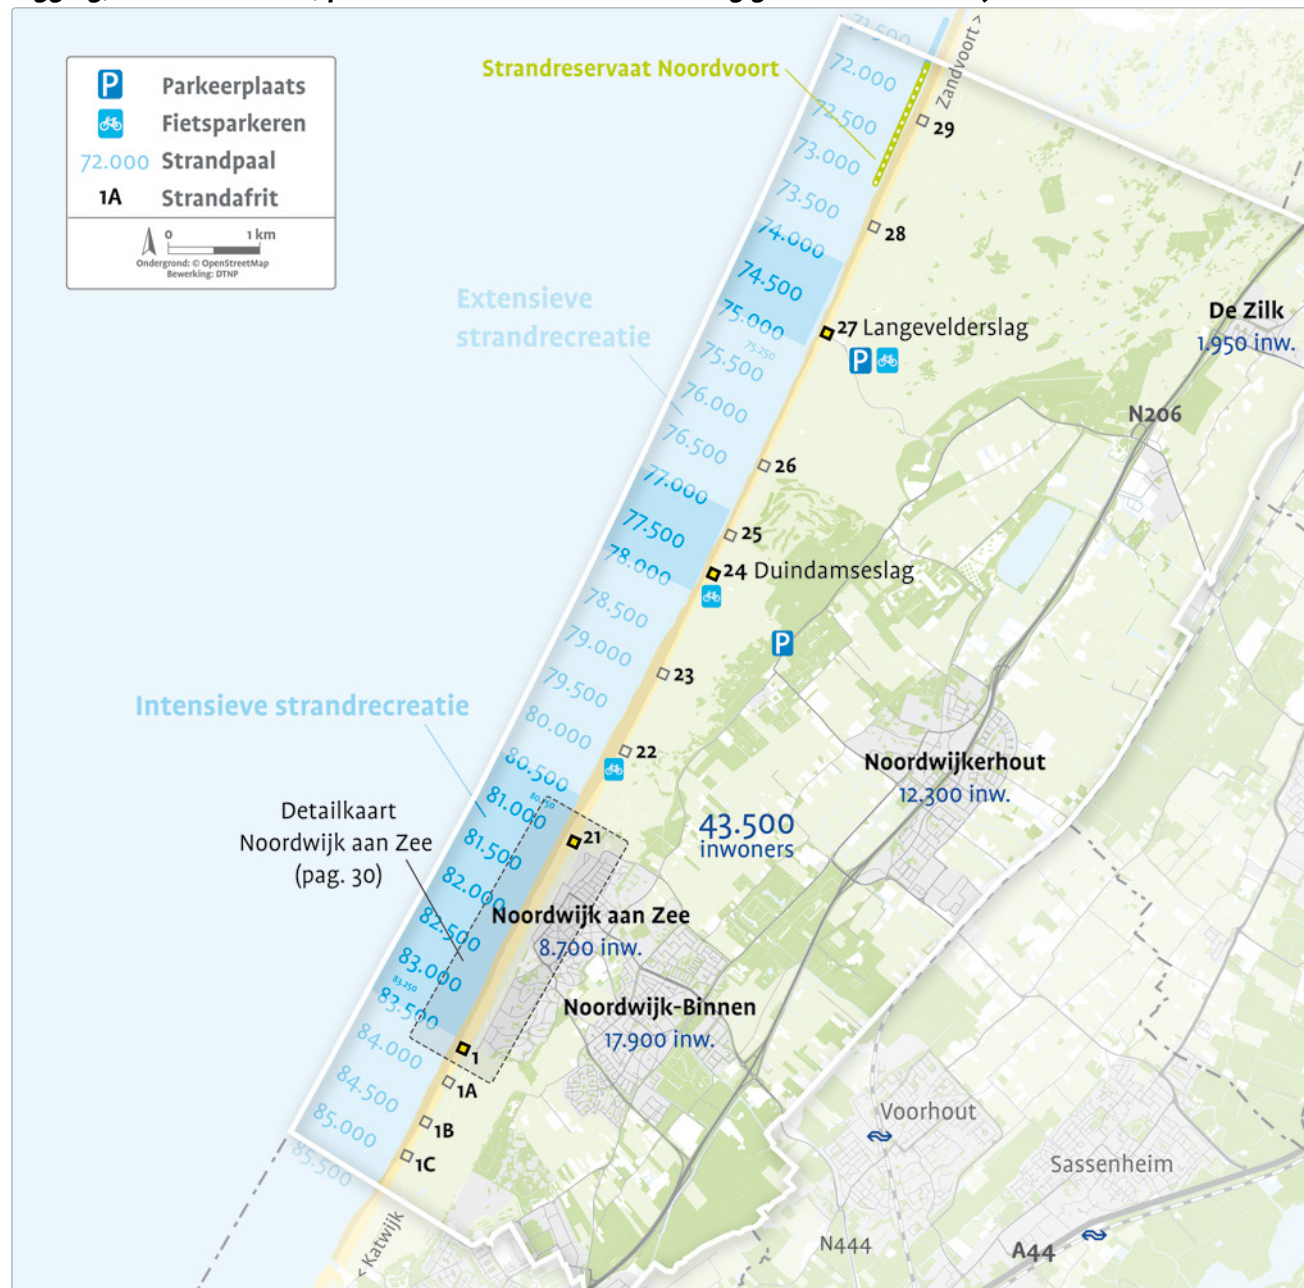 P Parkeerplaats
Fietsparkeren
72.000 Strandpaal
1A Strandafrit
0 1 km
Ondergrond: © OpenStreetMap
Bewerking: DTNP
Strandreservaat Noordvoort
Zandvoort >
71.500
72.000
72.500
73.000
73.500
74.000
74.500
75.000
75.250
75.500
76.000
76.500
77.000
77.500
78.000
78.500
79.000
79.500
80.000
80.500
80.750
81.000
81.500
82.000
82.500
83.000
83.250
83.500
84.000
84.500
85.000
85.500
29
28
27 Langevelderslag
P
26
25
24 Duindamseslag
P
23
22
21
1
1A
1B
1C
Extensieve
strandrecreatie
Intensieve strandrecreatie
Detailkaart
Noordwijk aan Zee
(pag. 30)
De Zilk
1.950 inw.
N206
Noordwijkerhout
12.300 inw.
43.500
inwoners
Noordwijk aan Zee
8.700 inw.
Noordwijk-Binnen
17.900 inw.
Voorhout
Sassenheim
N444
A44
< Katwijk